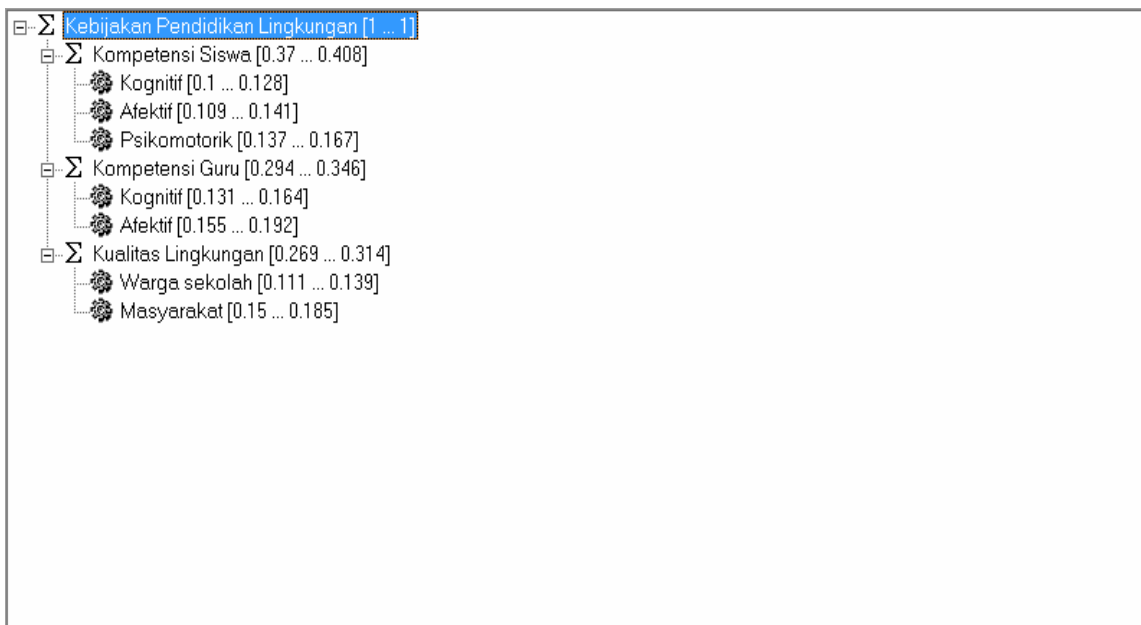 Σ Kebijakan Pendidikan Lingkungan [1 ... 1]
Σ Kompetensi Siswa [0.37 ... 0.408]
Kognitif [0.1 ... 0.128]
Afektif [0.109 ... 0.141]
Psikomotorik [0.137 ... 0.167]
Σ Kompetensi Guru [0.294 ... 0.346]
Kognitif [0.131 ... 0.164]
Afektif [0.155 ... 0.192]
Σ Kualitas Lingkungan [0.269 ... 0.314]
Warga sekolah [0.111 ... 0.139]
Masyarakat [0.15 ... 0.185]